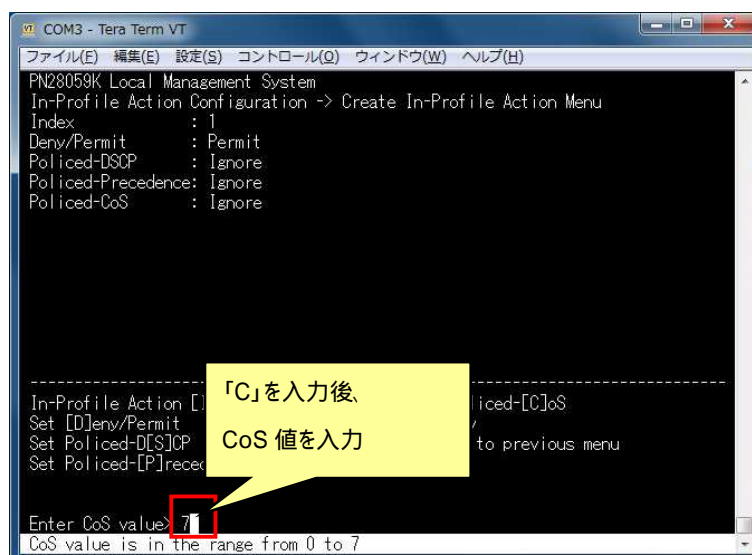 COM3 - Tera Term VT
ファイル(F) 編集(E) 設定(S) コントロール(O) ウィンドウ(W) ヘルプ(H)
PN28059K Local Management System
In-Profile Action Configuration -> Create In-Profile Action Menu
Index : 1
Deny/Permit : Permit
Policed-DSCP : Ignore
Policed-Precedence: Ignore
Policed-CoS : Ignore
「C」を入力後、
CoS 値を入力
In-Profile Action [ ]oS
Set [D]eny/Permit
Set Policed-D[S]CP to previous menu
Set Policed-[P]
Enter CoS value> 7
CoS value is in the range from 0 to 7